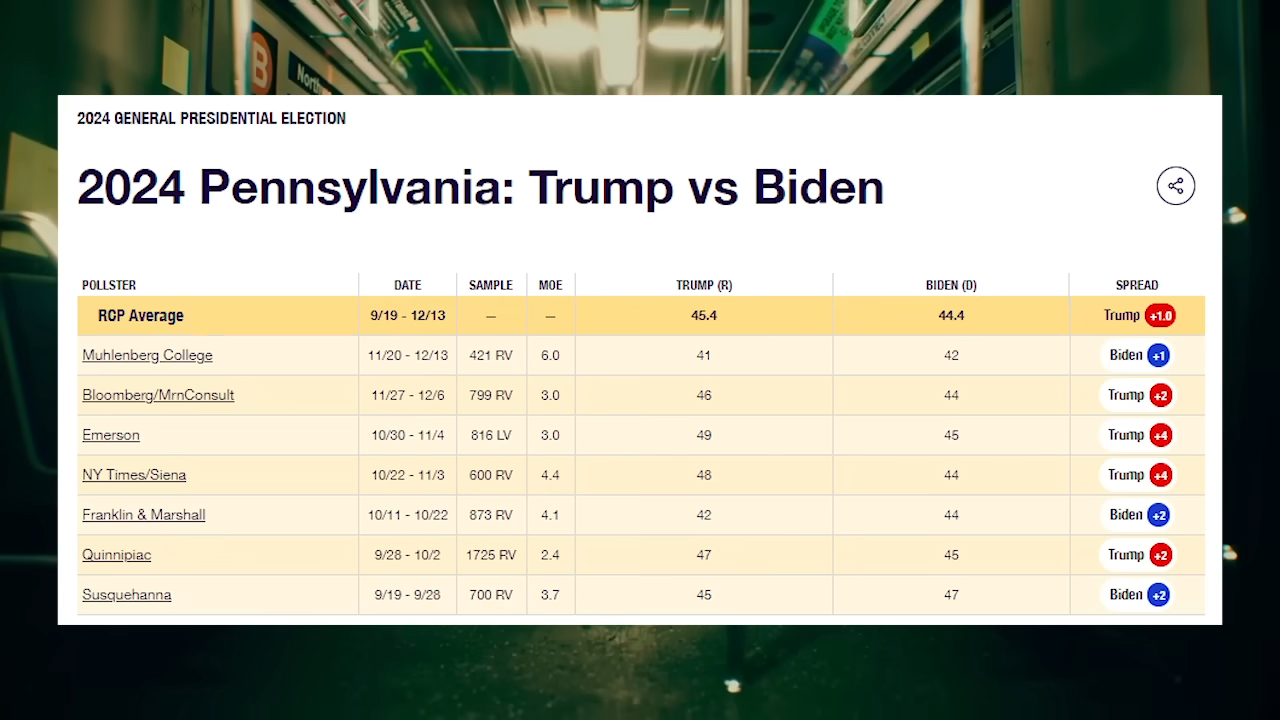 B
North
2024 GENERAL PRESIDENTIAL ELECTION
2024 Pennsylvania: Trump vs Biden
POLLSTER DATE SAMPLE MOE TRUMP (R) BIDEN (D) SPREAD
RCP Average 9/19 - 12/13 — — 45.4 44.4 Trump +1.0
Muhlenberg College 11/20 - 12/13 421 RV 6.0 41 42 Biden +1
Bloomberg/MrnConsult 11/27 - 12/6 799 RV 3.0 46 44 Trump +2
Emerson 10/30 - 11/4 816 LV 3.0 49 45 Trump +4
NY Times/Siena 10/22 - 11/3 600 RV 4.4 48 44 Trump +4
Franklin & Marshall 10/11 - 10/22 873 RV 4.1 42 44 Biden +2
Quinnipiac 9/28 - 10/2 1725 RV 2.4 47 45 Trump +2
Susquehanna 9/19 - 9/28 700 RV 3.7 45 47 Biden +2